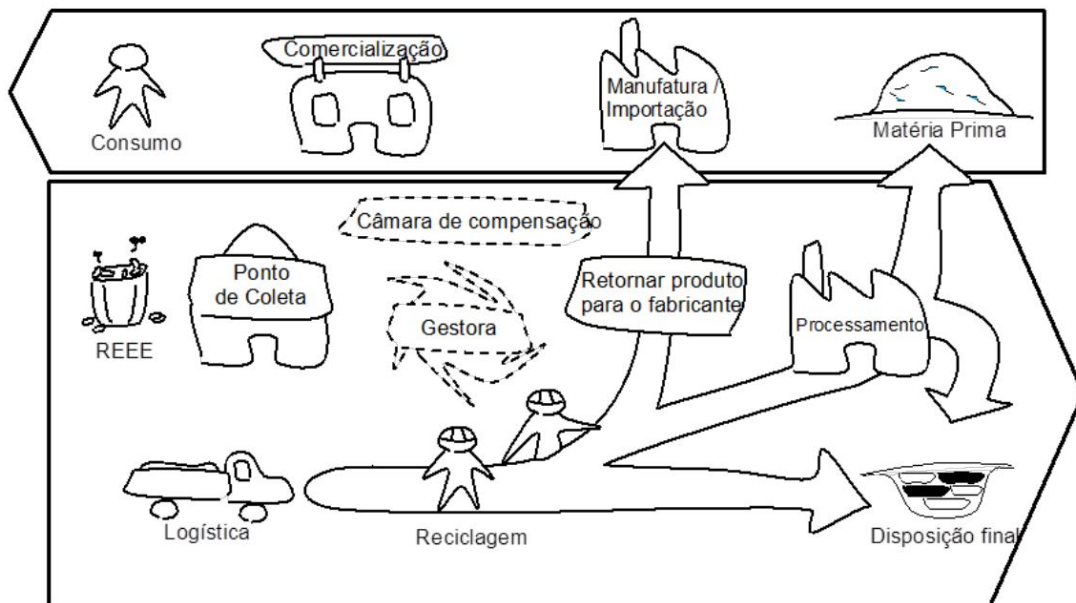 Comercialização
Consumo
Manufatura /
Importação
Matéria Prima
Câmara de compensação
REEE
Ponto
de Coleta
Gestora
Retornar produto
para o fabricante
Processamento
Logística
Reciclagem
Disposição final